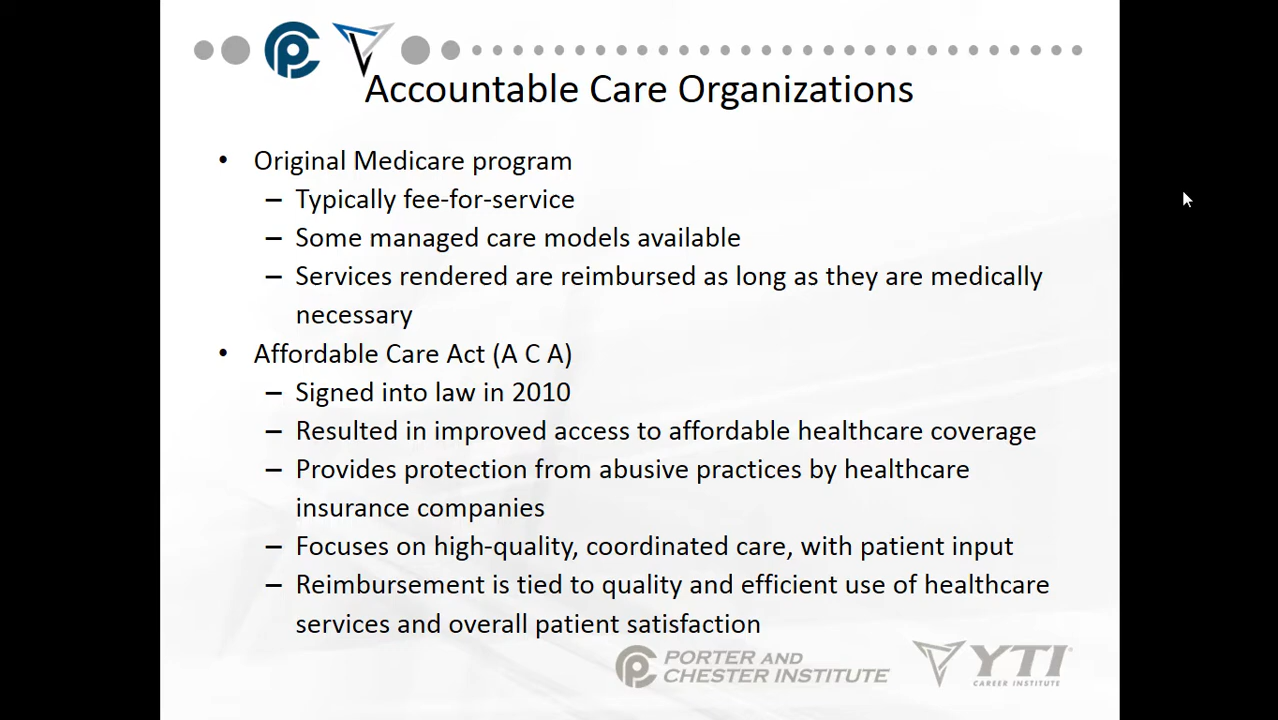 Accountable Care Organizations
• Original Medicare program
– Typically fee-for-service
– Some managed care models available
– Services rendered are reimbursed as long as they are medically
necessary
• Affordable Care Act (A C A)
– Signed into law in 2010
– Resulted in improved access to affordable healthcare coverage
– Provides protection from abusive practices by healthcare
insurance companies
– Focuses on high-quality, coordinated care, with patient input
– Reimbursement is tied to quality and efficient use of healthcare
services and overall patient satisfaction
PORTER AND
CHESTER INSTITUTE
YTI
CAREER INSTITUTE